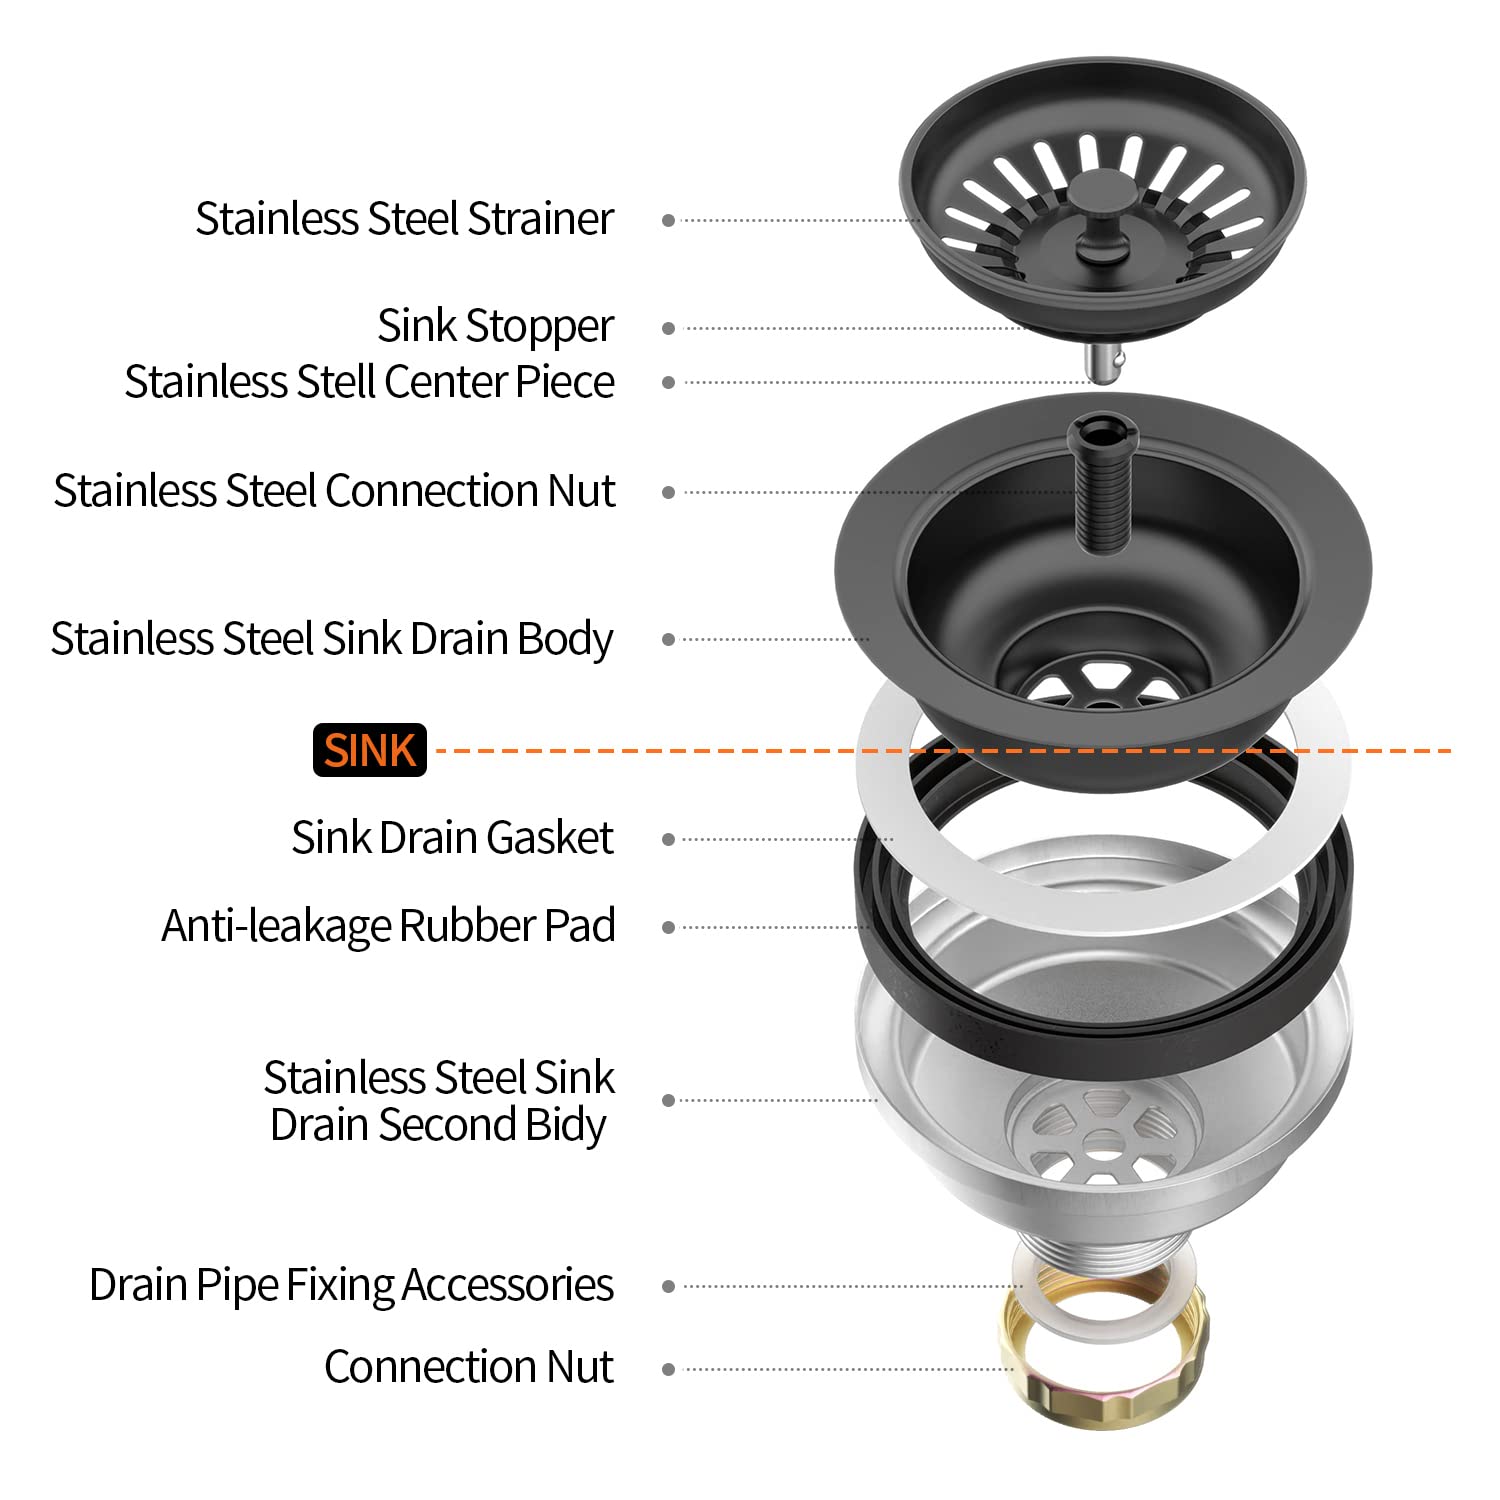 Stainless Steel Strainer
Sink Stopper
Stainless Stell Center Piece
Stainless Steel Connection Nut
Stainless Steel Sink Drain Body
SINK
Sink Drain Gasket
Anti-leakage Rubber Pad
Stainless Steel Sink
Drain Second Bidy
Drain Pipe Fixing Accessories
Connection Nut